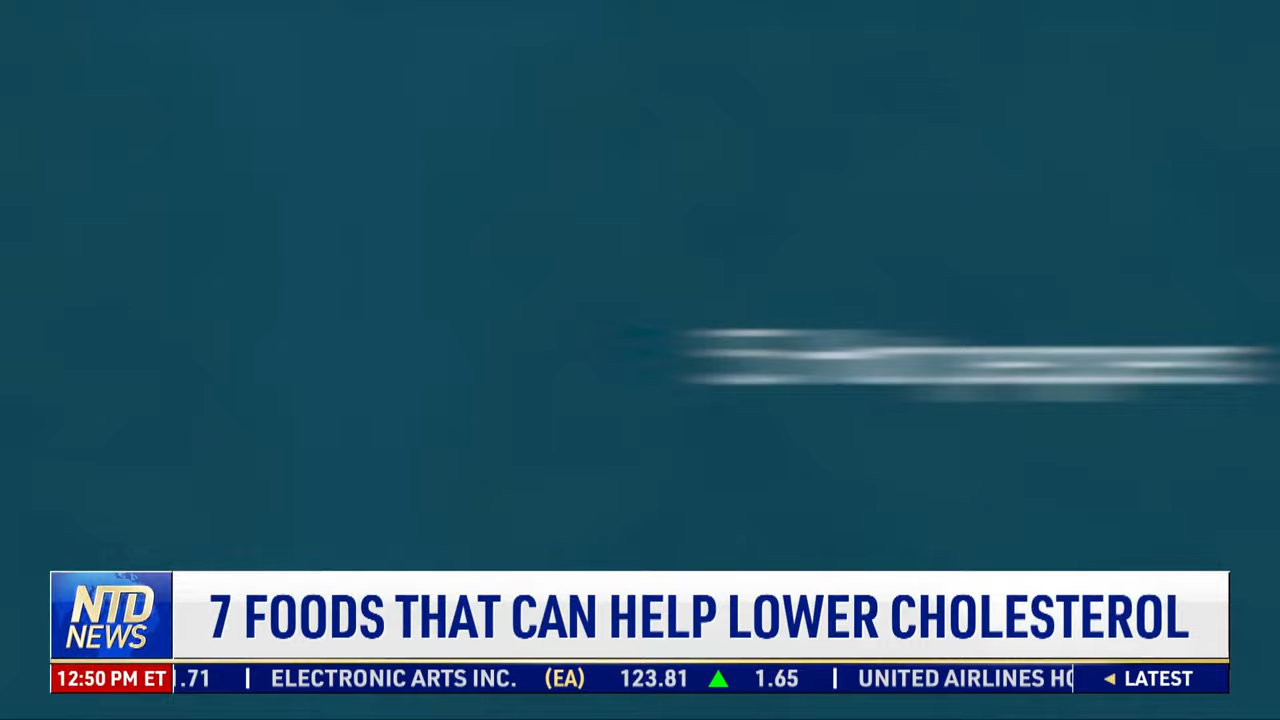 NTD
NEWS
7 FOODS THAT CAN HELP LOWER CHOLESTEROL
12:50 PM ET .71 | ELECTRONIC ARTS INC. (EA) 123.81 ▲ 1.65 | UNITED AIRLINES ◄ LATEST